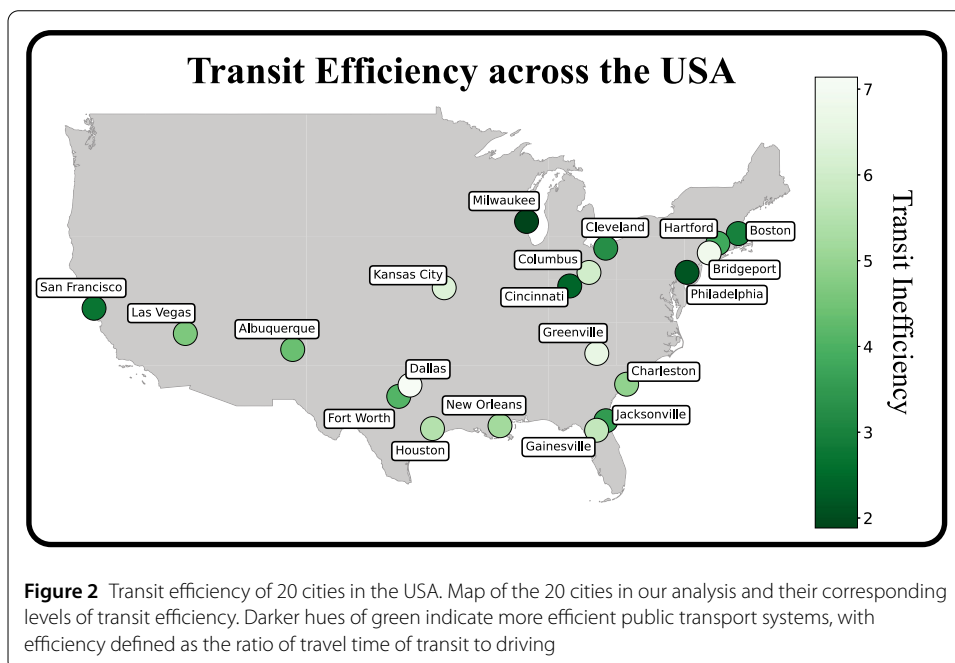 Transit Efficiency across the USA
7
Milwaukee
6
Cleveland
Hartford
Boston
Columbus
Bridgeport
Kansas City
5
San Francisco
Cincinnati
Philadelphia
Las Vegas
Albuquerque
Greenville
4
Dallas
Charleston
New Orleans
Fort Worth
Jacksonville
3
Houston
Gainesville
2
Transit Inefficiency
Figure 2 Transit efficiency of 20 cities in the USA. Map of the 20 cities in our analysis and their corresponding
levels of transit efficiency. Darker hues of green indicate more efficient public transport systems, with
efficiency defined as the ratio of travel time of transit to driving